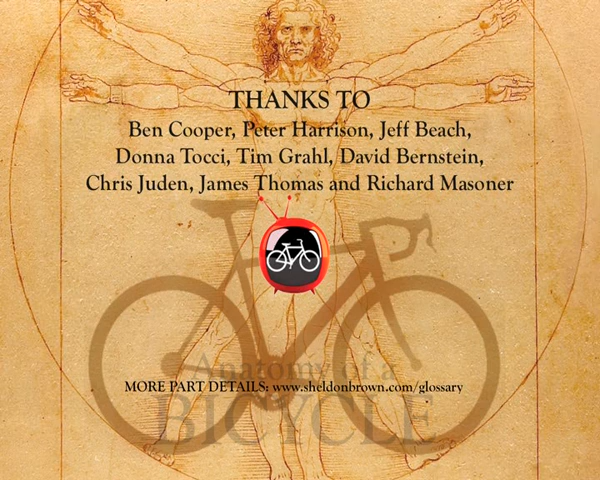 THANKS TO
Ben Cooper, Peter Harrison, Jeff Beach,
Donna Tocci, Tim Grahl, David Bernstein,
Chris Juden, James Thomas and Richard Masoner
Anatomy of a
MORE PART DETAILS: www.sheldonbrown.com/glossary
BICYCLE